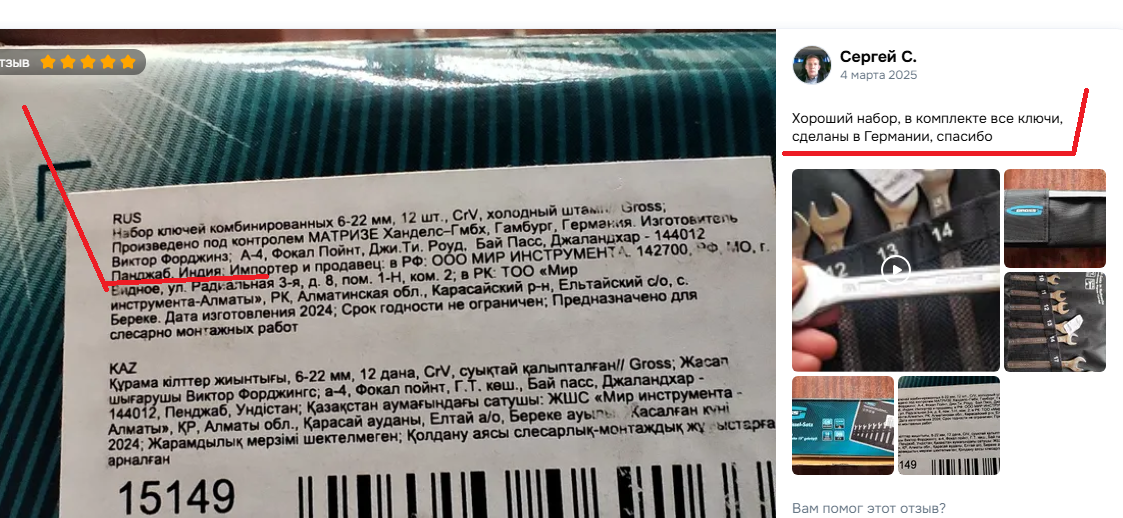 тзыв
RUS
Набор ключей комбинированных 6-22 мм, 12 шт., CrV, холодный штамп// Gross;
Произведено под контролем МАТРИЗЕ Ханделс-Гмбх, Гамбург, Германия. Изготовитель
Виктор Форджинз; А-4, Фокал Пойнт, Джи.Ти. Роуд, Бай Пасс, Джаландхар - 144012
Панджаб, Индия; Импортер и продавец: в РФ: ООО МИР ИНСТРУМЕНТА, 142700, РФ, МО, г.
Видное, ул. Радиальная 3-я, д. 8, пом. 1-Н, ком. 2; в РК: ТОО «Мир
инструмента-Алматы», РК, Алматинская обл., Карасайский р-н, Ельтайский с/о, с.
Береке. Дата изготовления 2024; Срок годности не ограничен; Предназначено для
слесарно монтажных работ
KAZ
Құрама кілттер жиынтығы, 6-22 мм, 12 дана, CrV, суықтай қалыпталған// Gross; Жасап
шығарушы Виктор Форджингс; а-4, Фокал пойнт, Г.Т. көш., Бай пасс, Джаландхар -
144012, Пенджаб, Үндістан; Қазақстан аумағындағы сатушы: ЖШС «Мир инструмента -
Алматы», ҚР, Алматы обл., Қарасай ауданы, Елтай а/о, Береке ауылы. Жасалған күні
2024; Жарамдылық мерзімі шектелмеген; Қолдану аясы слесарлық-монтаждық жұмыстарға
арналған
15149
Сергей С.
4 марта 2025
Хороший набор, в комплекте все ключи,
сделаны в Германии, спасибо
12 13 14
GROSS
149
Вам помог этот отзыв?